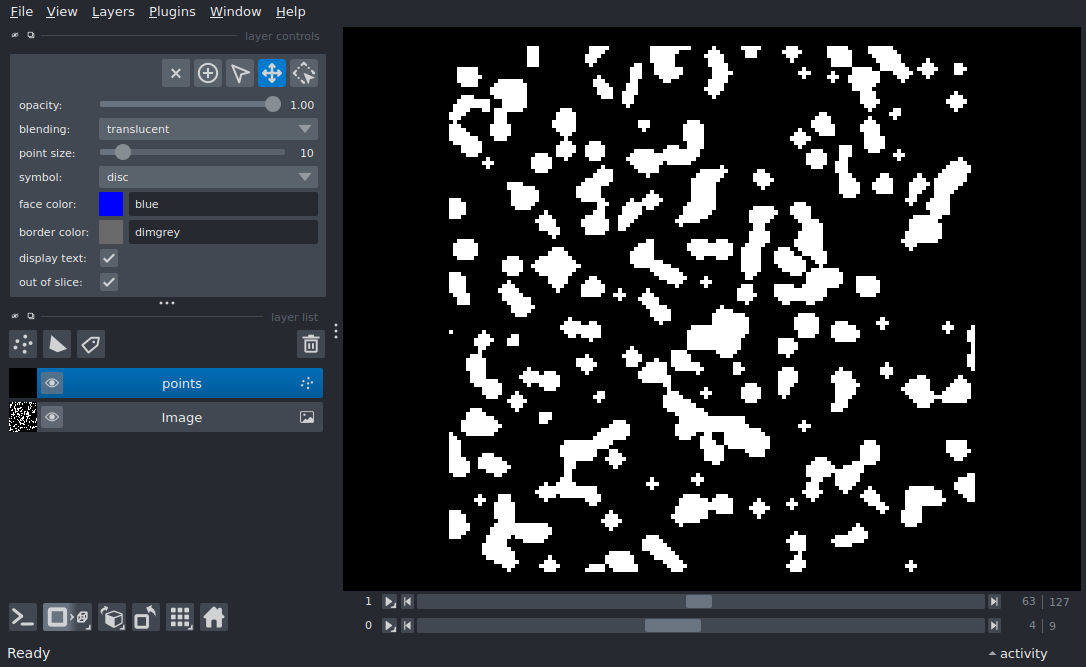 File View Layers Plugins Window Help
layer controls
opacity: 1.00
blending: translucent
point size: 10
symbol: disc
face color: blue
border color: dimgrey
display text:
out of slice:
layer list
points
Image
1 63 | 127
0 4 | 9
Ready activity